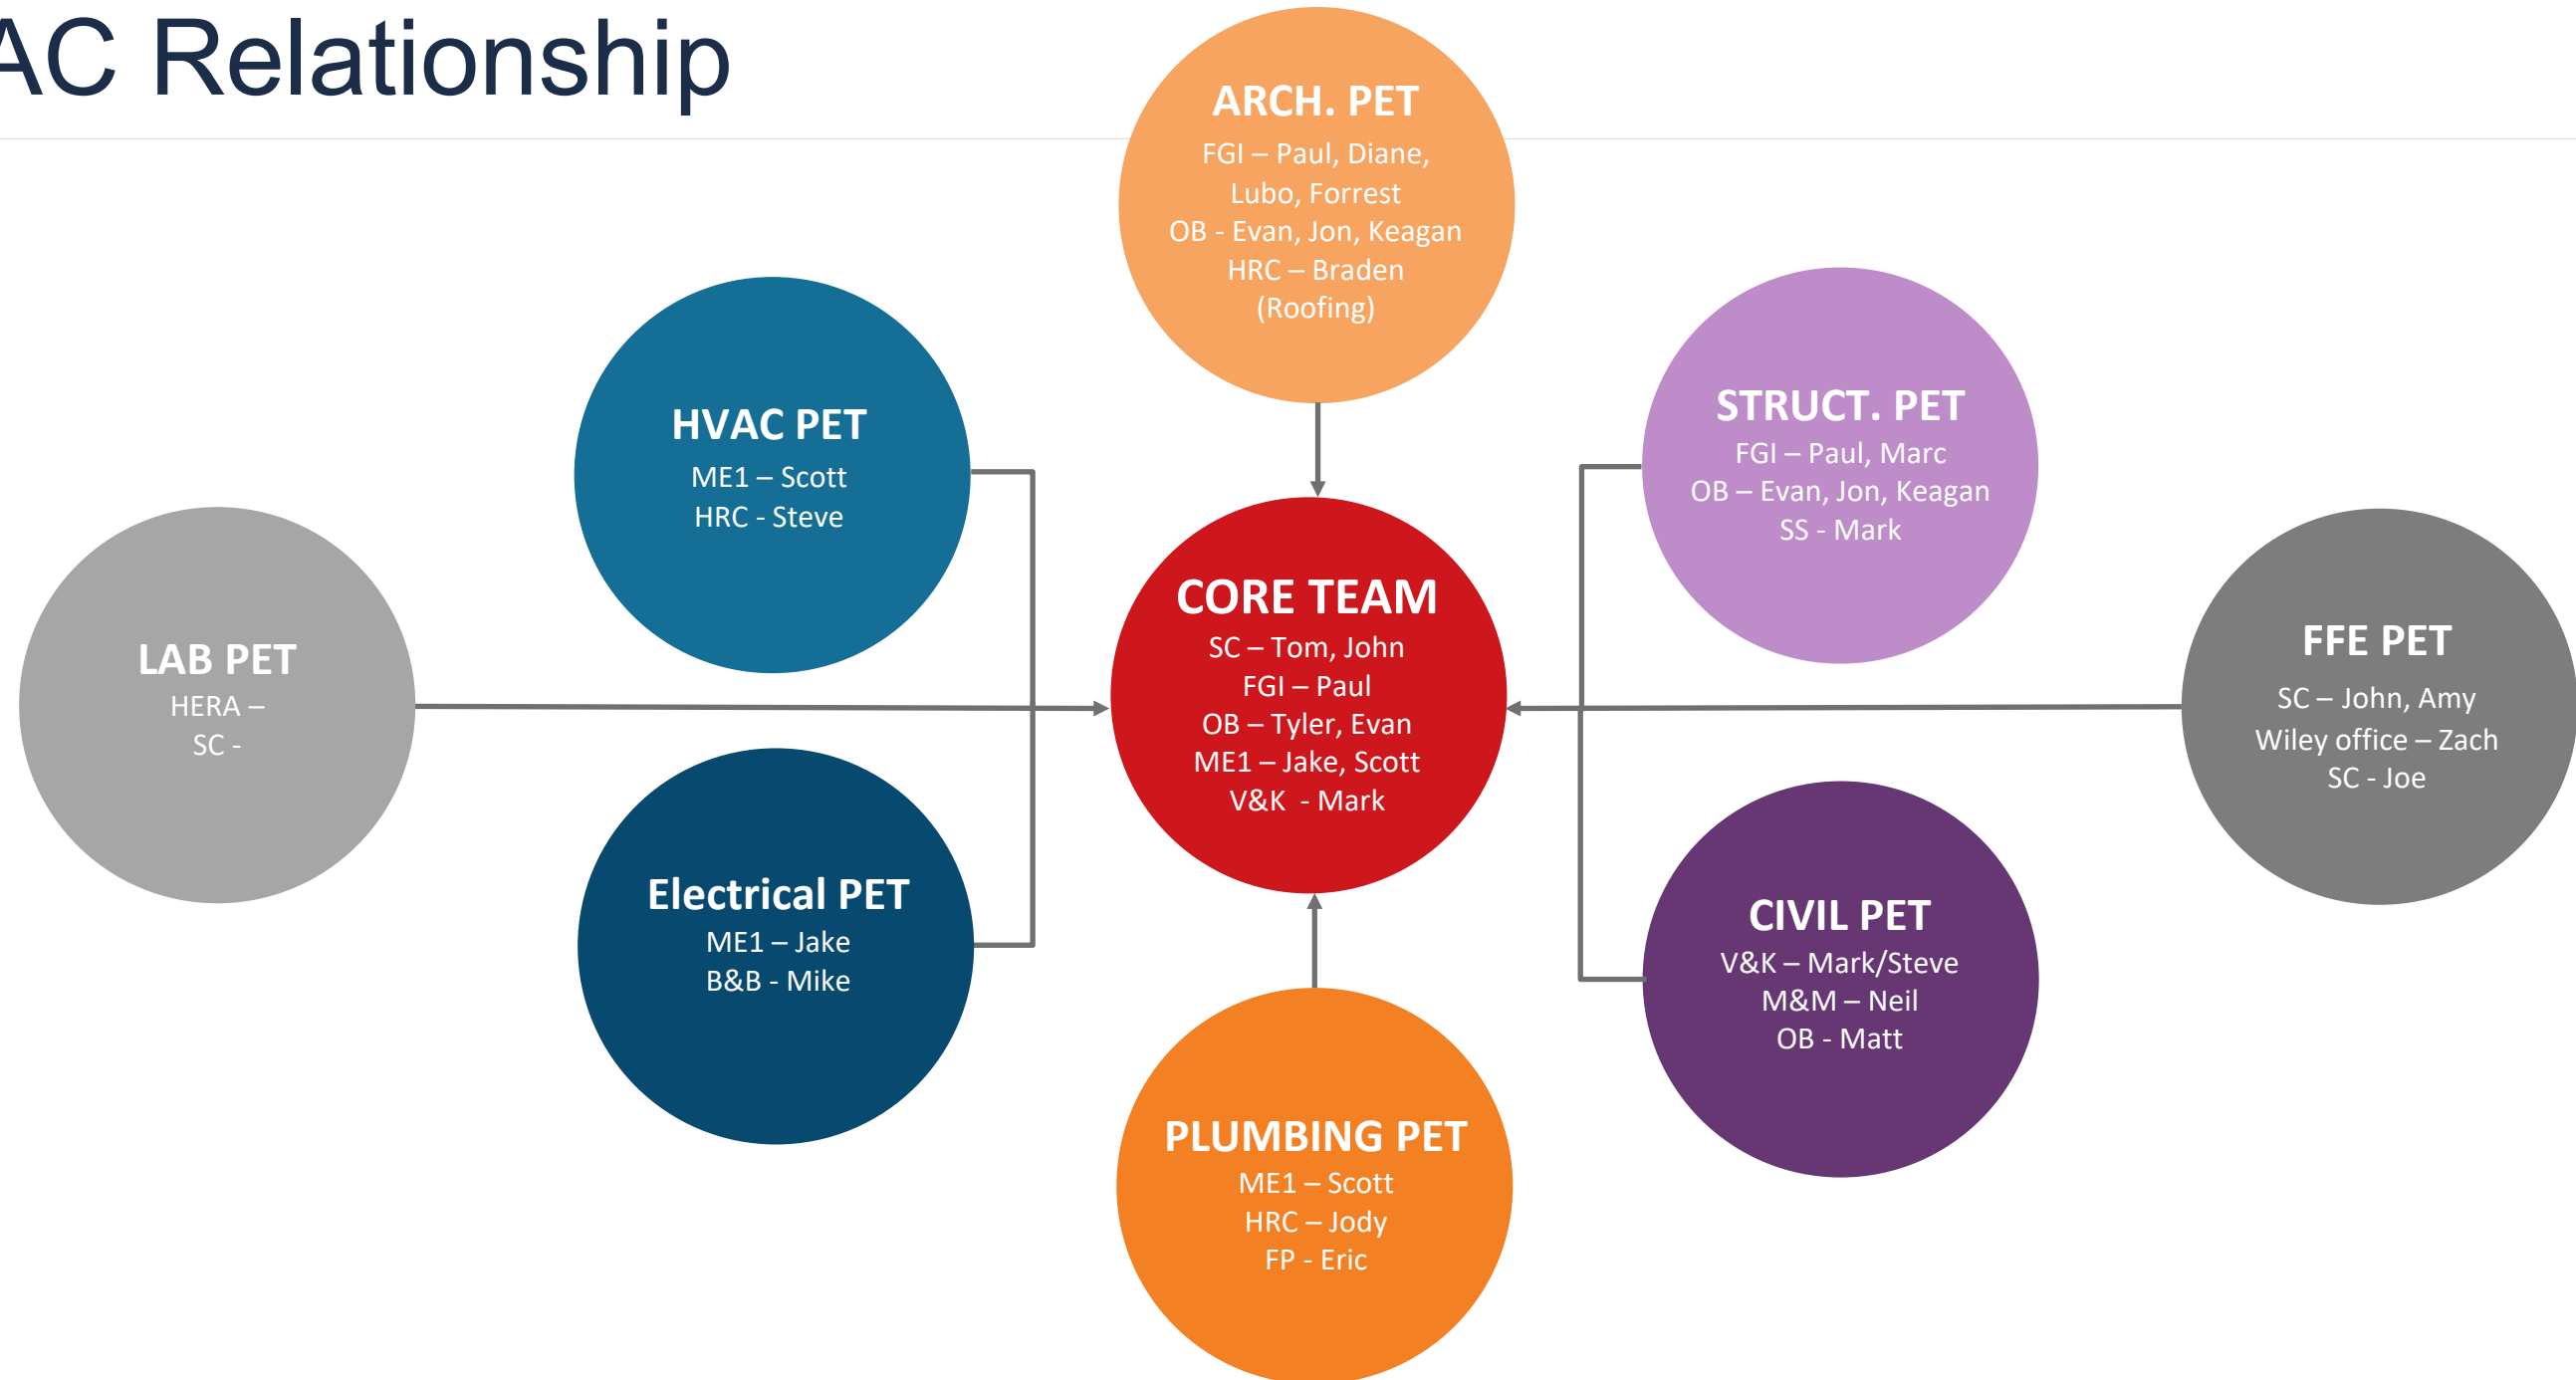 AC Relationship
ARCH. PET
FGI – Paul, Diane,
Lubo, Forrest
OB - Evan, Jon, Keagan
HRC – Braden
(Roofing)
HVAC PET
ME1 – Scott
HRC - Steve
STRUCT. PET
FGI – Paul, Marc
OB – Evan, Jon, Keagan
SS - Mark
LAB PET
HERA –
SC -
CORE TEAM
SC – Tom, John
FGI – Paul
OB – Tyler, Evan
ME1 – Jake, Scott
V&K  - Mark
FFE PET
SC – John, Amy
Wiley office – Zach
SC - Joe
Electrical PET
ME1 – Jake
B&B - Mike
CIVIL PET
V&K – Mark/Steve
M&M – Neil
OB - Matt
PLUMBING PET
ME1 – Scott
HRC – Jody
FP - Eric